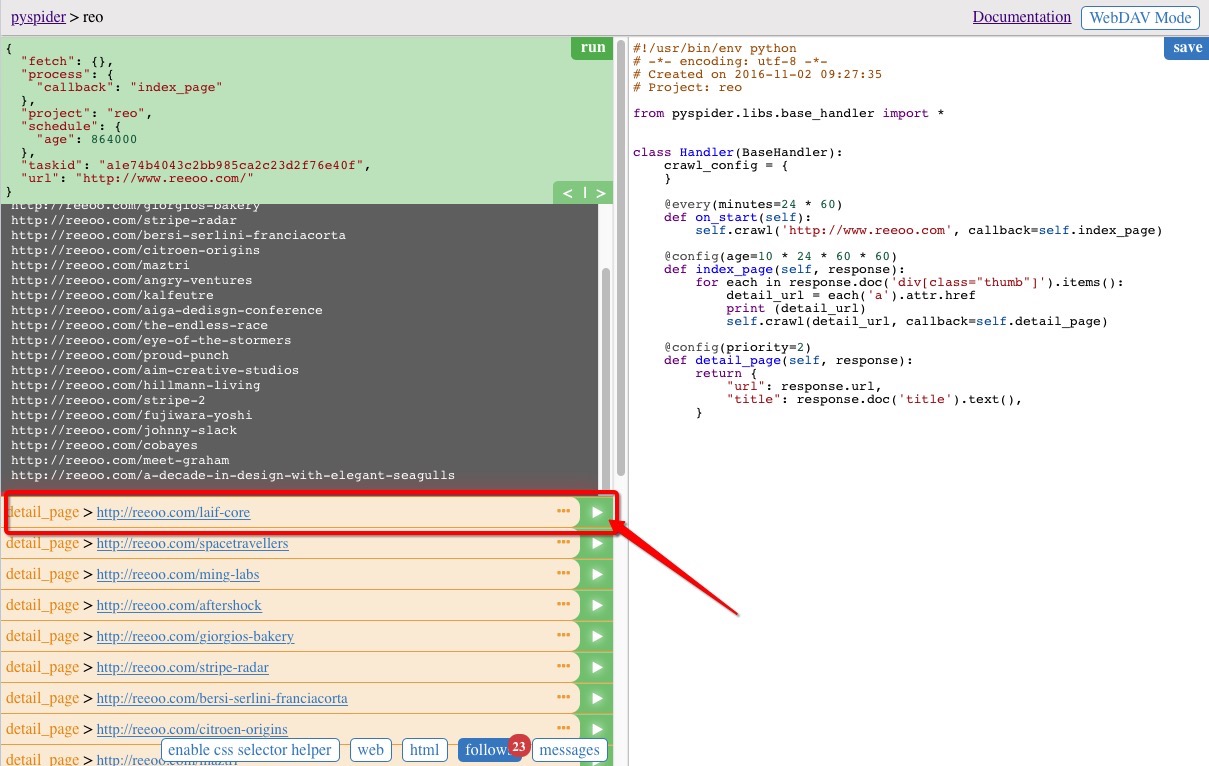 pyspider > reo
Documentation
WebDAV Mode
run
{
  "fetch": {},
  "process": {
    "callback": "index_page"
  },
  "project": "reo",
  "schedule": {
    "age": 864000
  },
  "taskid": "a1e74b4043c2bb985ca2c23d2f76e40f",
  "url": "http://www.reeoo.com/"
}
< | >
http://reeoo.com/giorgios-bakery
http://reeoo.com/stripe-radar
http://reeoo.com/bersi-serlini-franciacorta
http://reeoo.com/citroen-origins
http://reeoo.com/maztri
http://reeoo.com/angry-ventures
http://reeoo.com/kalfeutre
http://reeoo.com/aiga-dedisgn-conference
http://reeoo.com/the-endless-race
http://reeoo.com/eye-of-the-stormers
http://reeoo.com/proud-punch
http://reeoo.com/aim-creative-studios
http://reeoo.com/hillmann-living
http://reeoo.com/stripe-2
http://reeoo.com/fujiwara-yoshi
http://reeoo.com/johnny-slack
http://reeoo.com/cobayes
http://reeoo.com/meet-graham
http://reeoo.com/a-decade-in-design-with-elegant-seagulls
detail_page > http://reeoo.com/laif-core
detail_page > http://reeoo.com/spacetravellers
detail_page > http://reeoo.com/ming-labs
detail_page > http://reeoo.com/aftershock
detail_page > http://reeoo.com/giorgios-bakery
detail_page > http://reeoo.com/stripe-radar
detail_page > http://reeoo.com/bersi-serlini-franciacorta
detail_page > http://reeoo.com/citroen-origins
detail_page > http://reeoo.com/maztri
enable css selector helper
web
html
follows
23
messages
save
#!/usr/bin/env python
# -*- encoding: utf-8 -*-
# Created on 2016-11-02 09:27:35
# Project: reo
from pyspider.libs.base_handler import *
class Handler(BaseHandler):
    crawl_config = {
    }
    @every(minutes=24 * 60)
    def on_start(self):
        self.crawl('http://www.reeoo.com', callback=self.index_page)
    @config(age=10 * 24 * 60 * 60)
    def index_page(self, response):
        for each in response.doc('div[class="thumb"]').items():
            detail_url = each('a').attr.href
            print (detail_url)
            self.crawl(detail_url, callback=self.detail_page)
    @config(priority=2)
    def detail_page(self, response):
        return {
            "url": response.url,
            "title": response.doc('title').text(),
        }